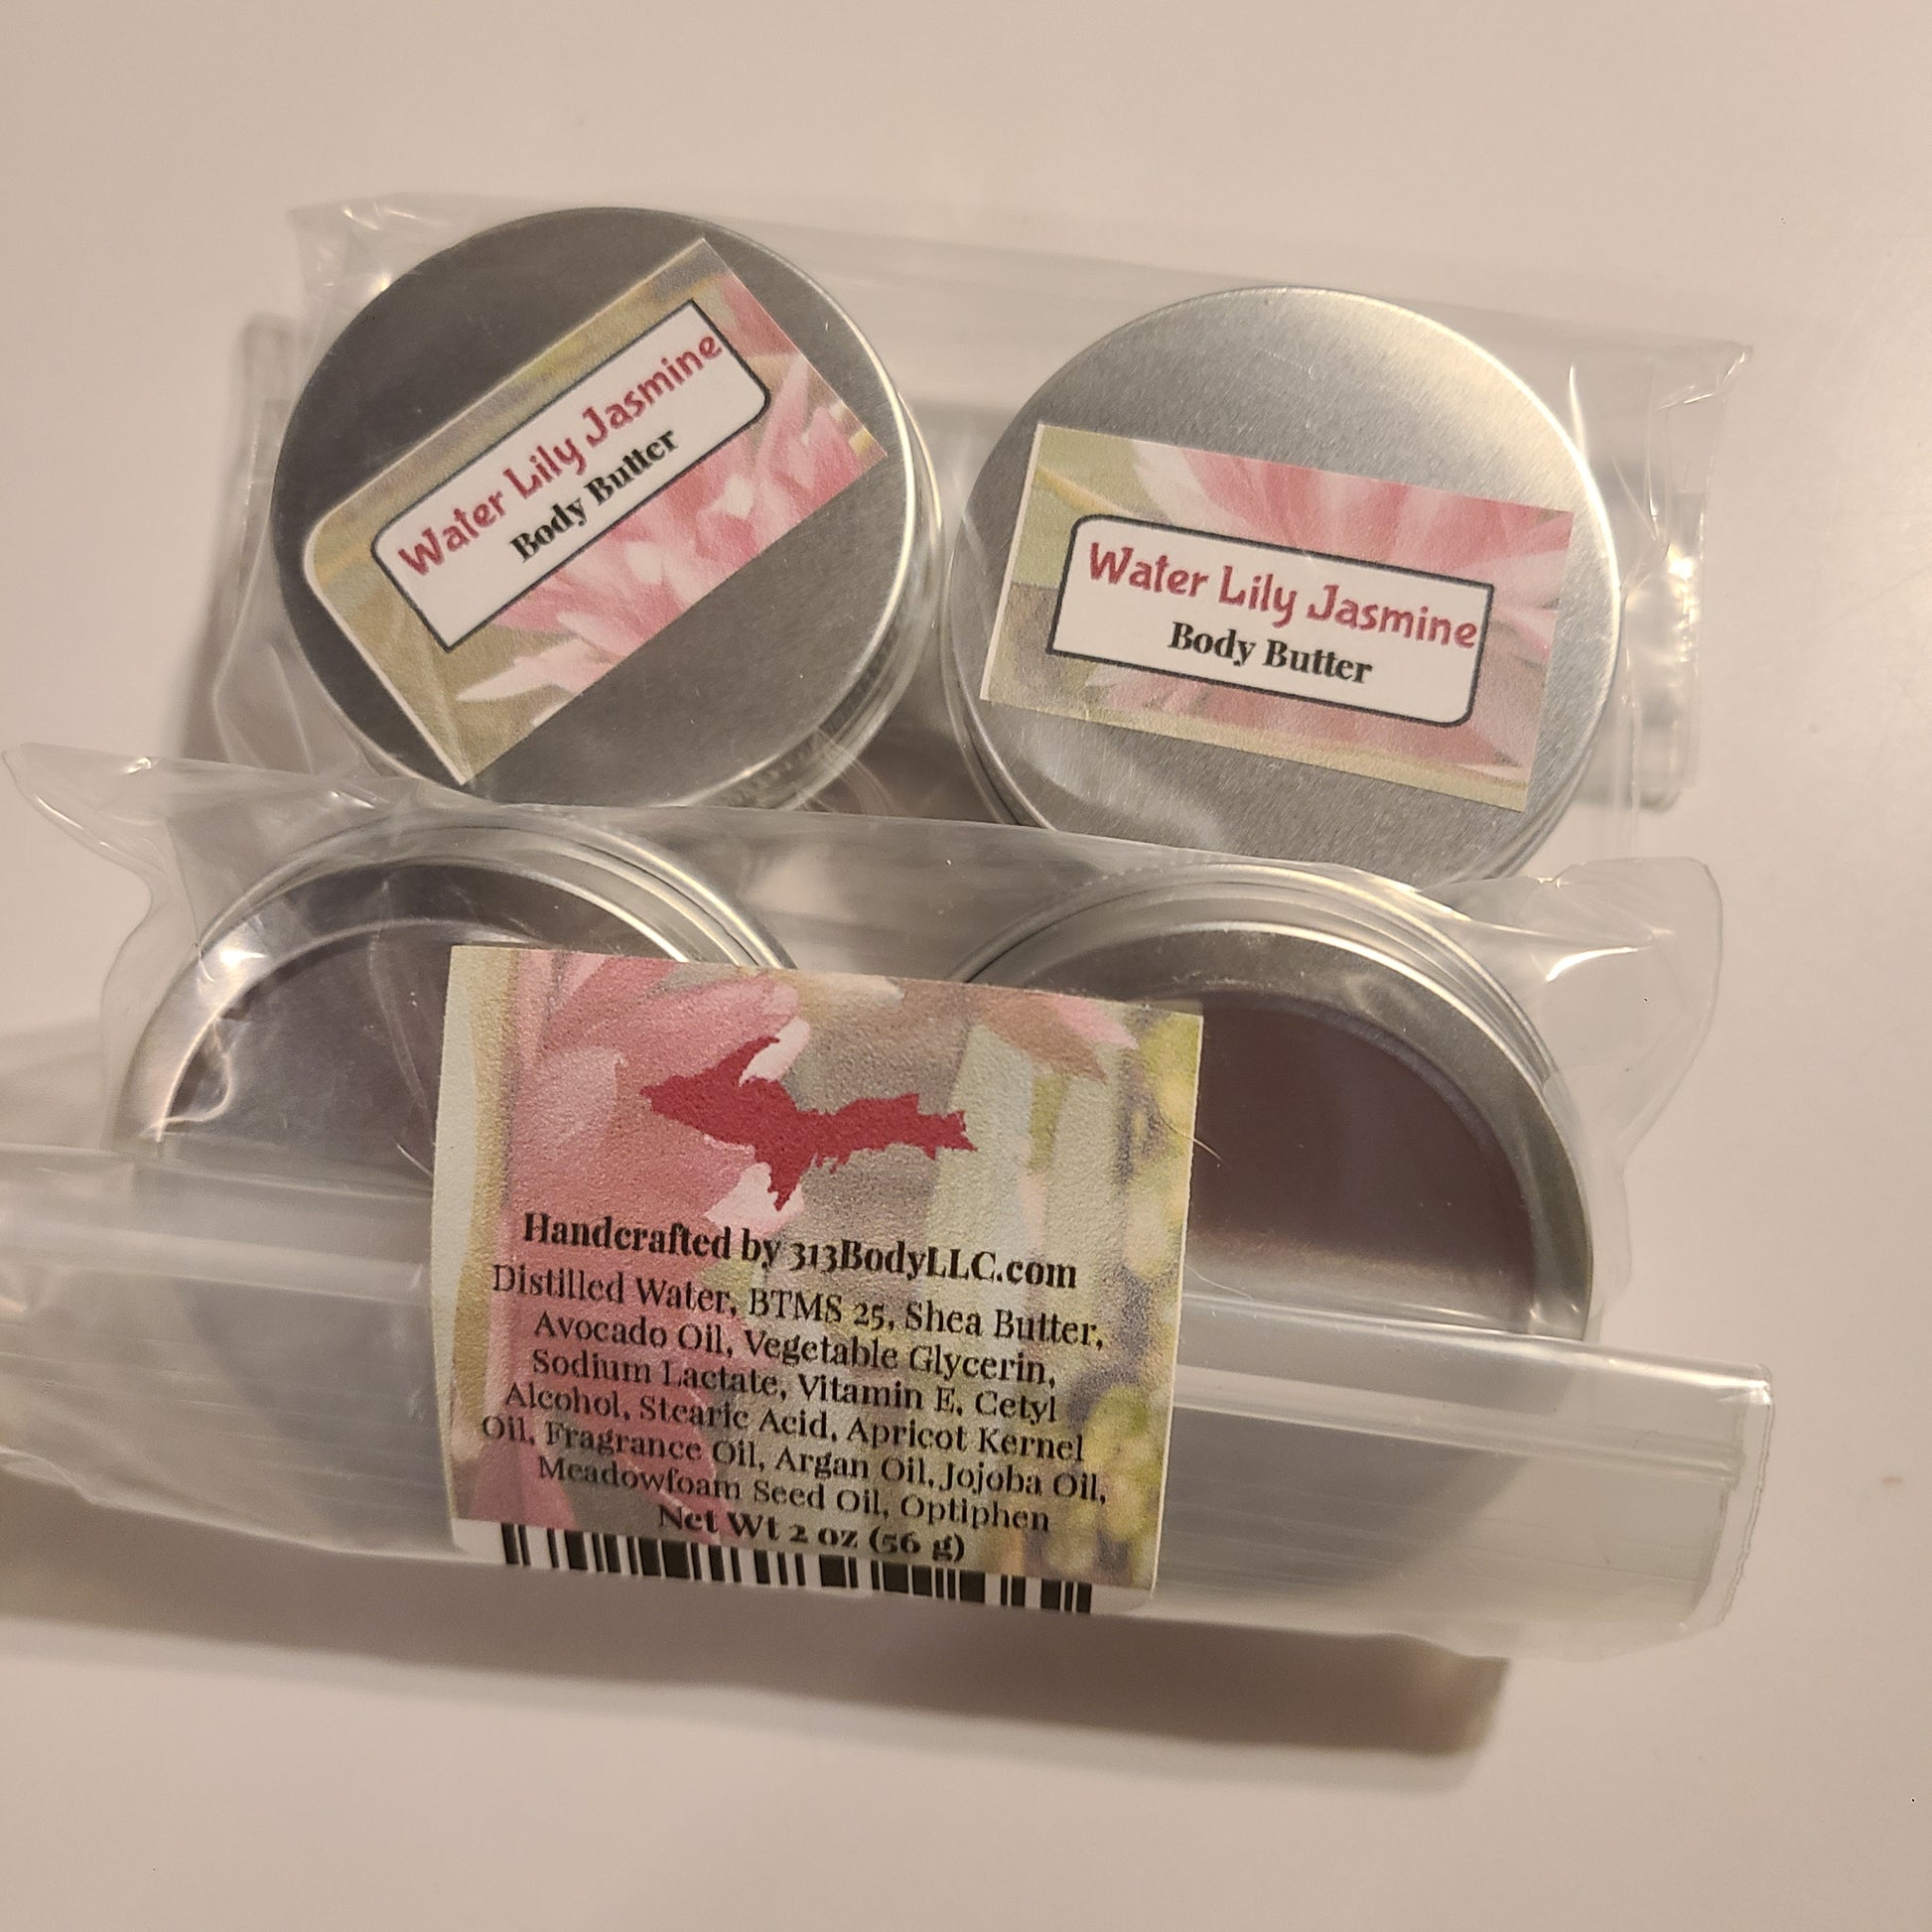 Water Lily Jasmine
Body Butter
Water Lily Jasmine
Body Butter
Handcrafted by 313BodyLLC.com
Distilled Water, BTMS 25, Shea Butter,
Avocado Oil, Vegetable Glycerin,
Sodium Lactate, Vitamin E, Cetyl
Alcohol, Stearic Acid, Apricot Kernel
Oil, Fragrance Oil, Argan Oil, Jojoba Oil,
Meadowfoam Seed Oil, Optiphen
Net Wt 2 oz (56 g)